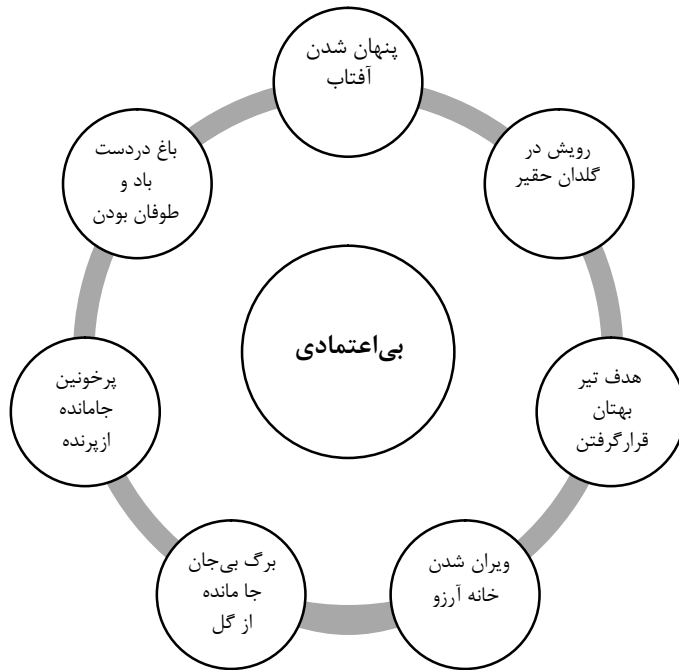 پنهان شدن
آفتاب
رویش در
گلدان حقیر
هدف تیر
بهتان
قرارگرفتن
ویران شدن
خانه آرزو
برگ بی‌جان
جا مانده
از گل
پرخونین
جامانده
ازپرنده
باغ دردست
باد و
طوفان بودن
بی‌اعتمادی